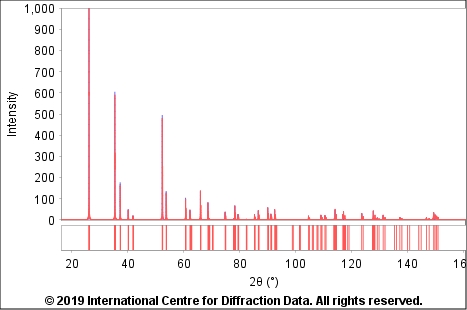 1,000
900
800
700
600
500
400
300
200
100
0
Intensity
20 40 60 80 100 120 140 16
2θ (°)
© 2019 International Centre for Diffraction Data. All rights reserved.